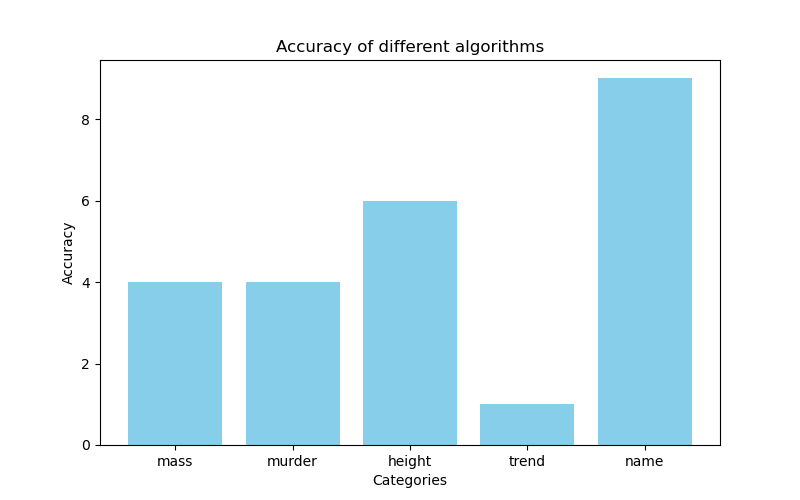 Accuracy of different algorithms
8
6
4
2
0
Accuracy
mass murder height trend name
Categories